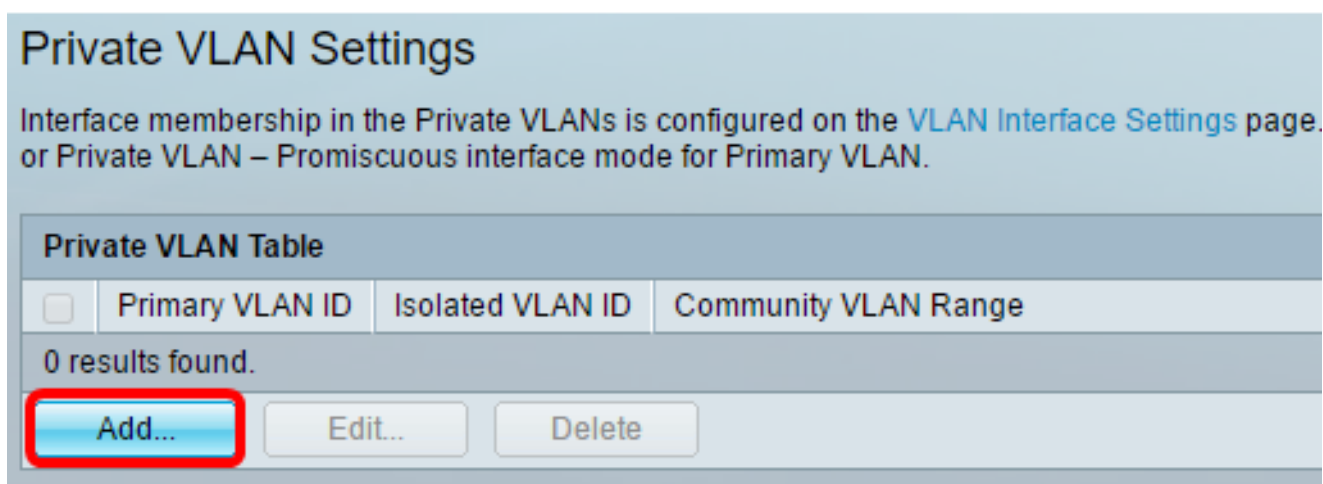 Private VLAN Settings
Interface membership in the Private VLANs is configured on the VLAN Interface Settings page.
or Private VLAN – Promiscuous interface mode for Primary VLAN.
Private VLAN Table
Primary VLAN ID Isolated VLAN ID Community VLAN Range
0 results found.
Add... Edit... Delete